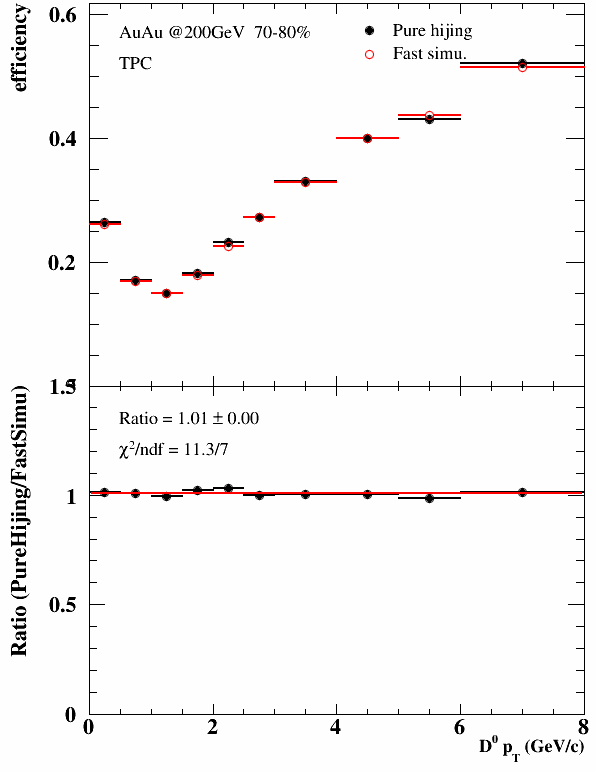 0.6
AuAu @200GeV 70-80%
TPC
Pure hijing
Fast simu.
efficiency
0.4
0.2
1.5
Ratio = 1.01 ± 0.00
χ²/ndf = 11.3/7
1
Ratio (PureHijing/FastSimu)
0.5
0
0 2 4 6 8
D⁰ p_T (GeV/c)